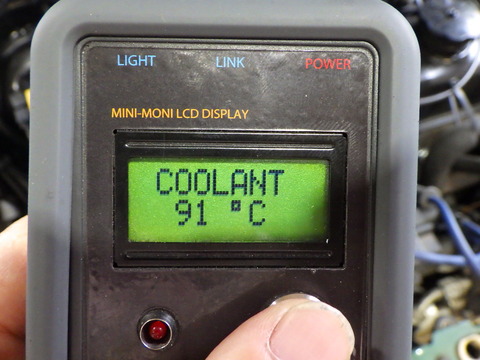 LIGHT LINK POWER
MINI-MONI LCD DISPLAY
COOLANT
91 °C